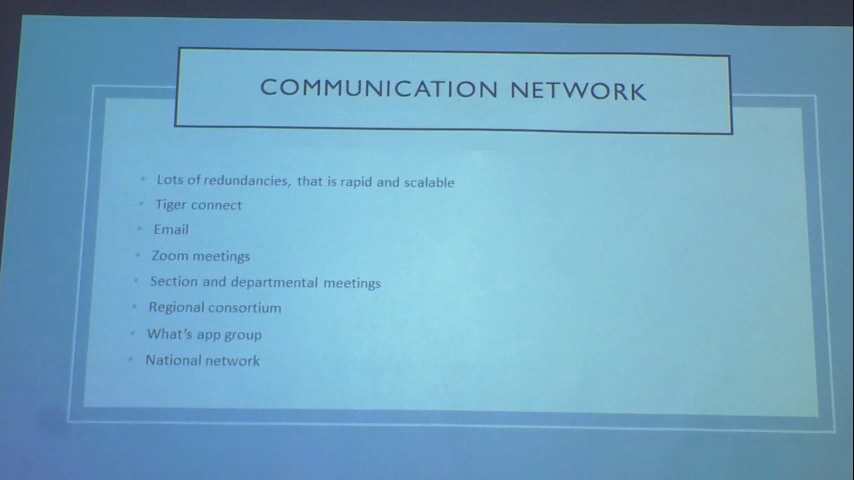 COMMUNICATION NETWORK
• Lots of redundancies, that is rapid and scalable
• Tiger connect
• Email
• Zoom meetings
• Section and departmental meetings
• Regional consortium
• What's app group
• National network